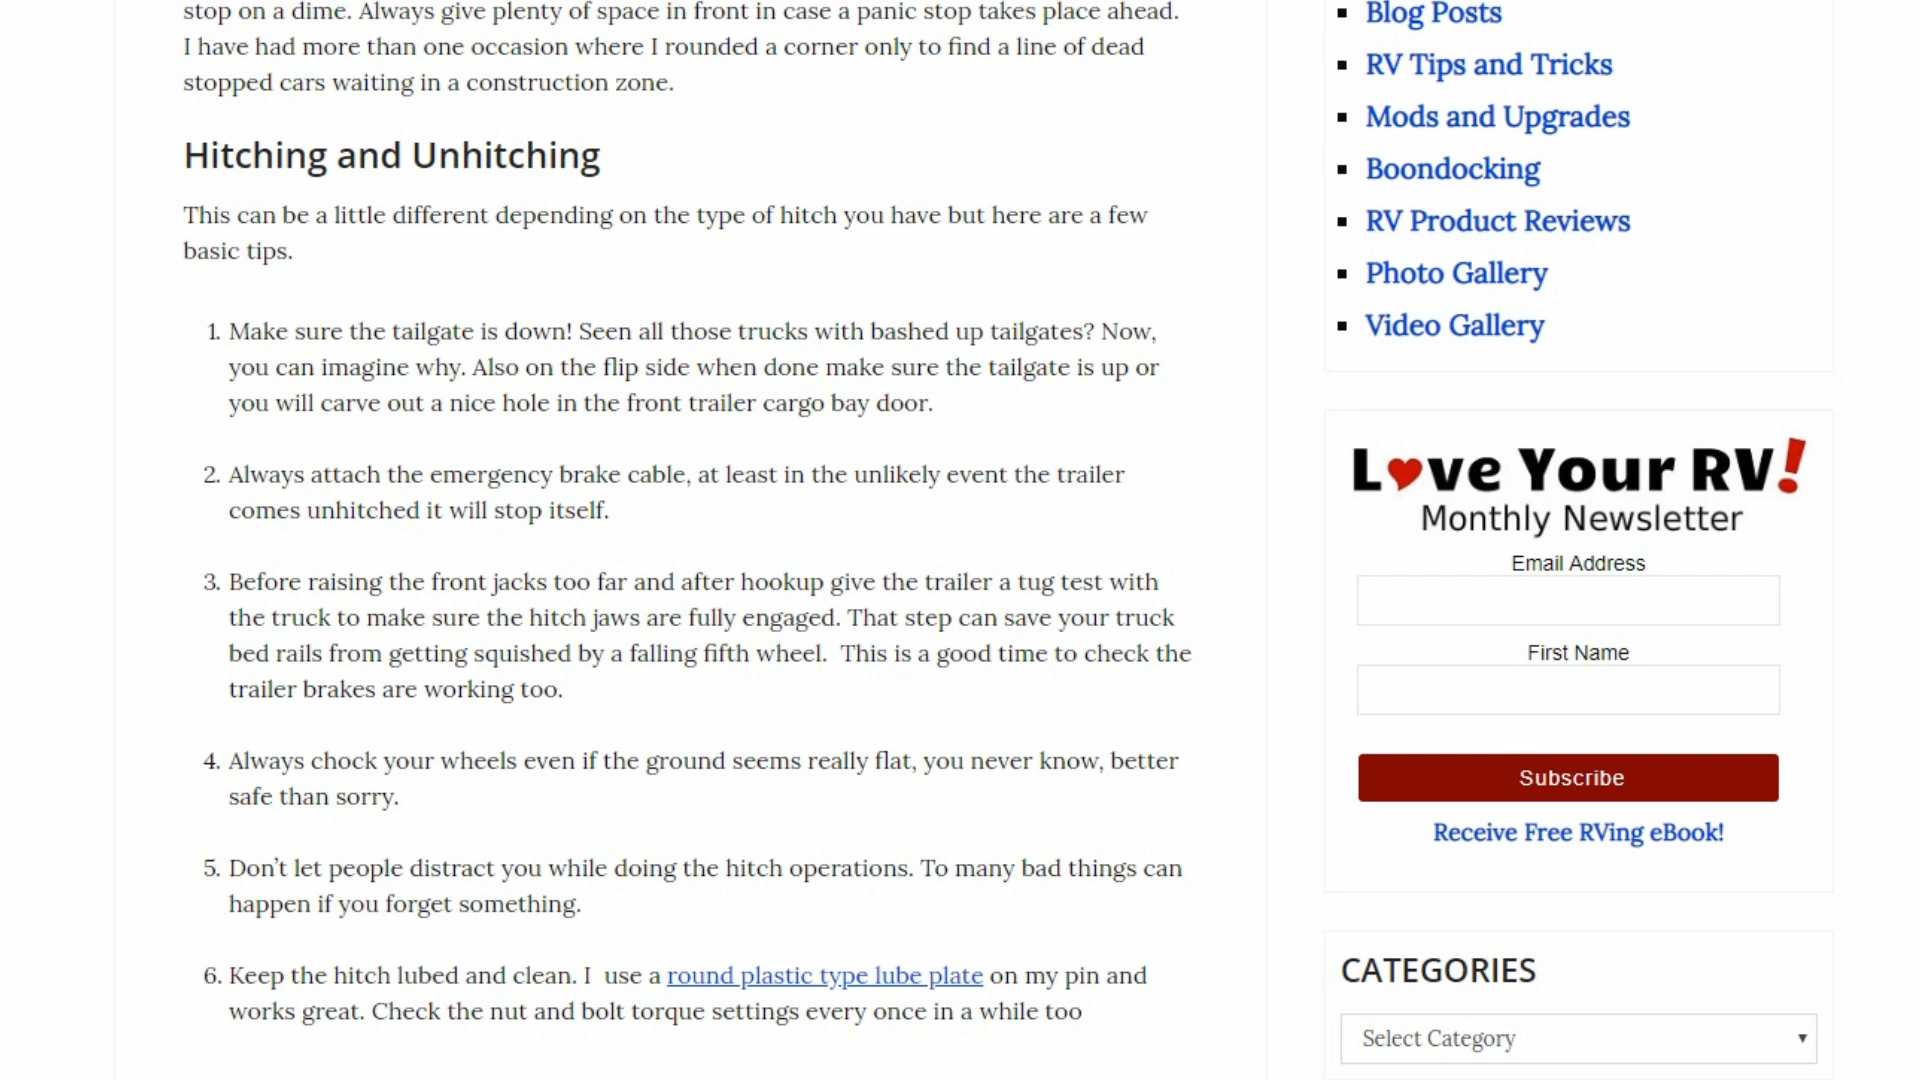 stop on a dime. Always give plenty of space in front in case a panic stop takes place ahead.
I have had more than one occasion where I rounded a corner only to find a line of dead
stopped cars waiting in a construction zone.
Hitching and Unhitching
This can be a little different depending on the type of hitch you have but here are a few
basic tips.
1. Make sure the tailgate is down! Seen all those trucks with bashed up tailgates? Now,
you can imagine why. Also on the flip side when done make sure the tailgate is up or
you will carve out a nice hole in the front trailer cargo bay door.
2. Always attach the emergency brake cable, at least in the unlikely event the trailer
comes unhitched it will stop itself.
3. Before raising the front jacks too far and after hookup give the trailer a tug test with
the truck to make sure the hitch jaws are fully engaged. That step can save your truck
bed rails from getting squished by a falling fifth wheel.  This is a good time to check the
trailer brakes are working too.
4. Always chock your wheels even if the ground seems really flat, you never know, better
safe than sorry.
5. Don’t let people distract you while doing the hitch operations. To many bad things can
happen if you forget something.
6. Keep the hitch lubed and clean. I  use a round plastic type lube plate on my pin and
works great. Check the nut and bolt torque settings every once in a while too
Blog Posts
RV Tips and Tricks
Mods and Upgrades
Boondocking
RV Product Reviews
Photo Gallery
Video Gallery
Love Your RV!
Monthly Newsletter
Email Address
First Name
Subscribe
Receive Free RVing eBook!
CATEGORIES
Select Category